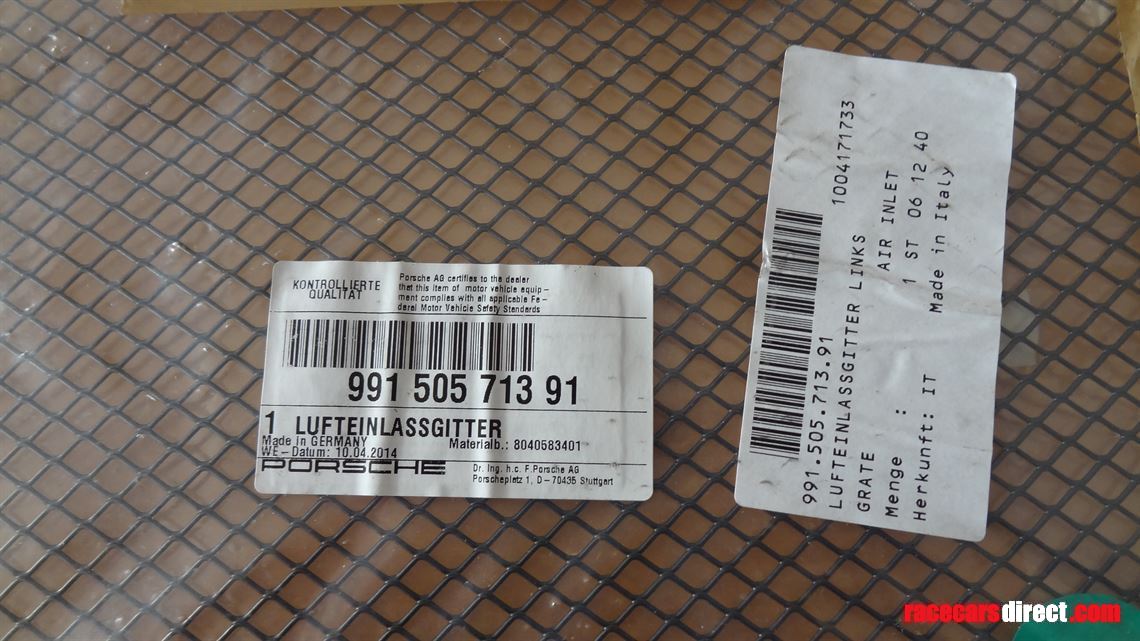 KONTROLLIERTE
QUALITAT
Porsche AG certifies to the dealer
that this item of motor vehicle equip–
ment complies with all applicable Fe–
deral Motor Vehicle Safety Standards
991 505 713 91
1 LUFTEINLASSGITTER
Made in GERMANY Materialb.: 8040583401
WE–Datum: 10.04.2014
PORSCHE
Dr. Ing. h.c. F.Porsche AG
Porscheplatz 1, D–70435 Stuttgart
991.505.713.91 10041717​33
LUFTEINLASSGITTER LINKS
GRATE AIR INLET
Menge : 1 ST 06 12 40
Herkunft: IT Made in Italy
racecarsdirect.com